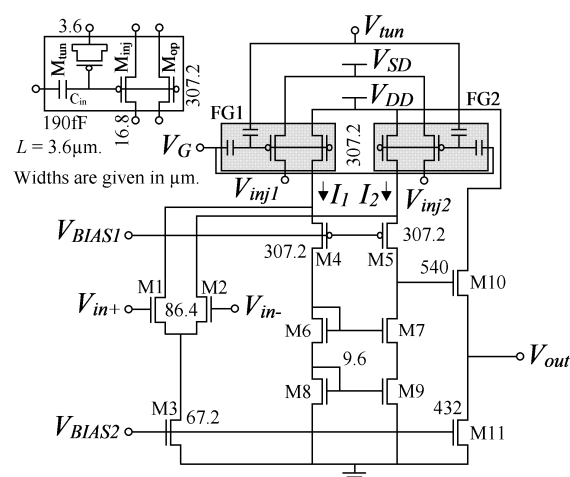 3.6
V_tun
M_tun
M_inj
M_op
307.2
V_SD
C_in
V_DD
FG1
FG2
190fF
16.8
307.2
V_G
L = 3.6µm.
Widths are given in µm.
V_inj1
I_1
I_2
V_inj2
V_BIAS1
307.2
307.2
M4
M5
540
M10
M1
M2
V_in+
86.4
V_in-
M6
M7
9.6
V_out
M8
M9
M3
67.2
432
V_BIAS2
M11